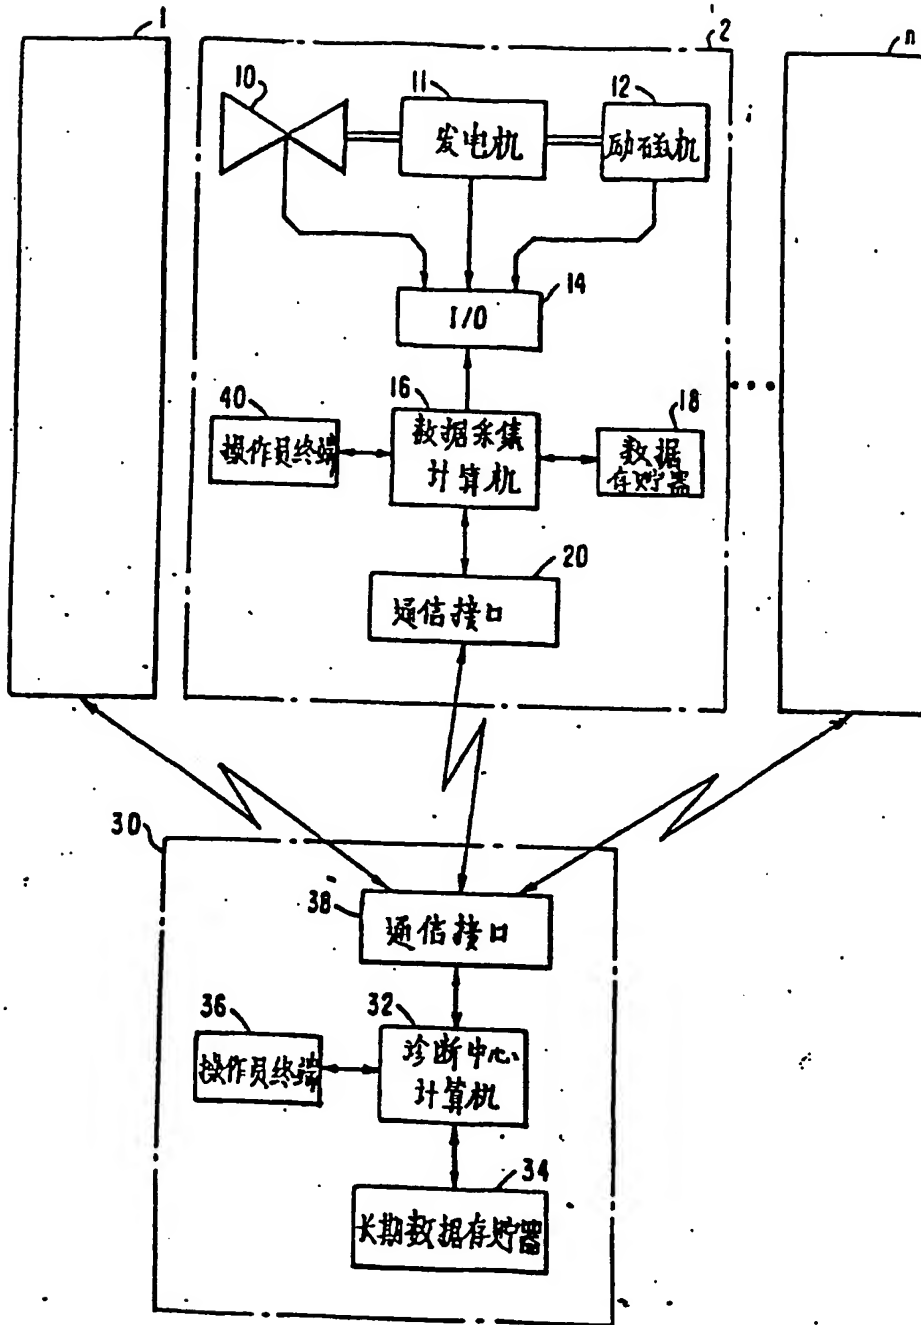 1
2
n
10
11
12
发电机
励磁机
14
I/O
16
40
18
数据采集
计算机
操作员终端
数据
存贮器
20
通信接口
30
38
通信接口
32
36
诊断中心
计算机
操作员终端
34
长期数据存贮器